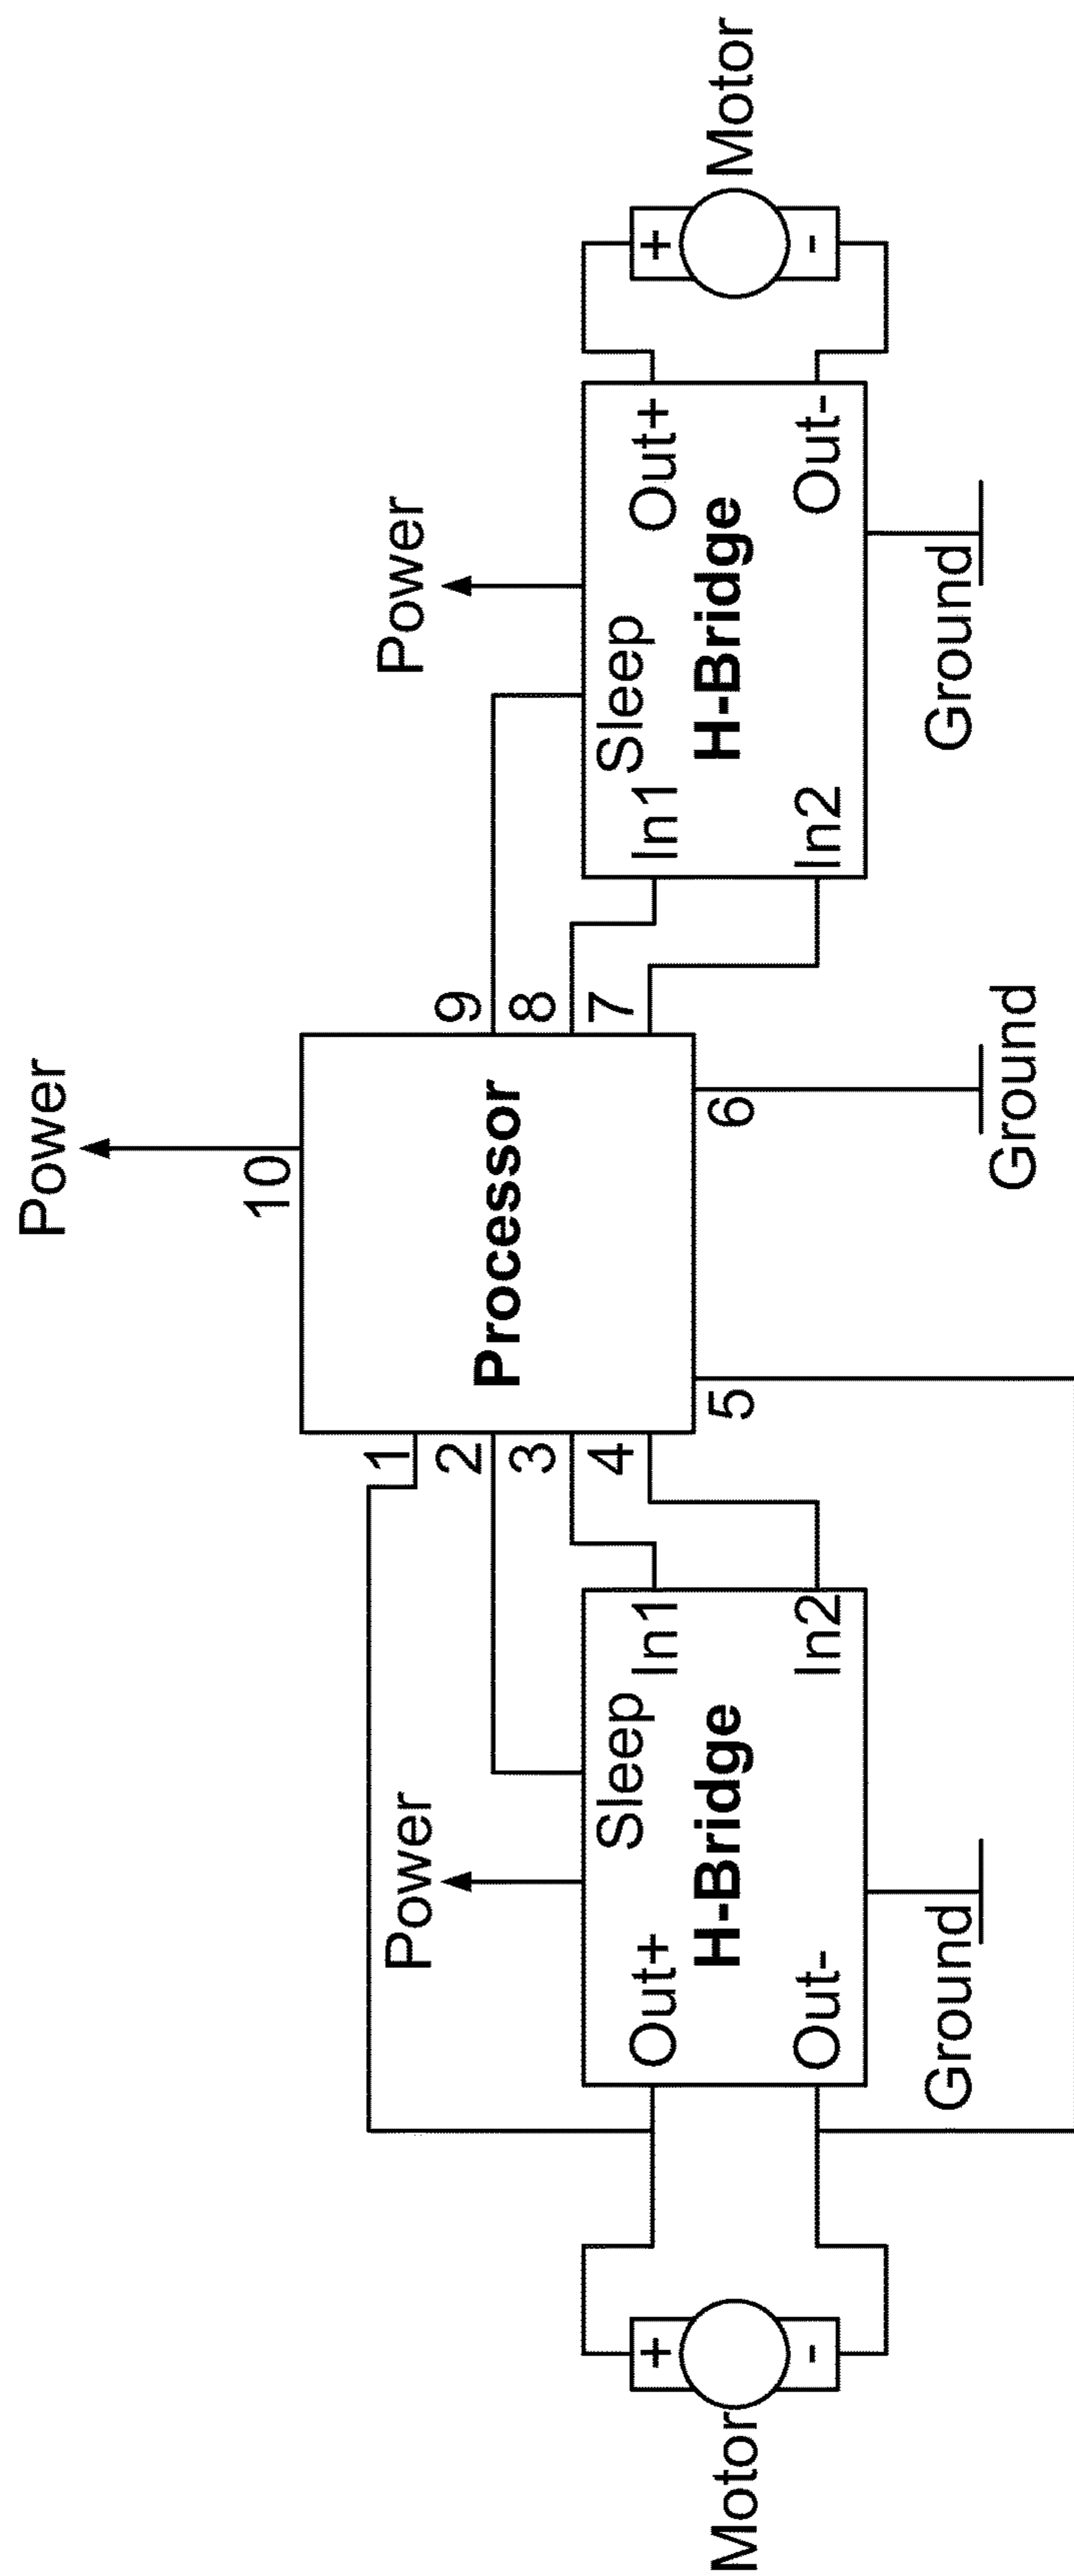 Power
10
Processor
1
2
3
4
5
6
7
8
9
Power
Sleep
Out+
In1
H-Bridge
Out-
In2
Ground
Motor
+
-
Ground
Power
Sleep
In1
Out+
H-Bridge
In2
Out-
Ground
Motor
+
-